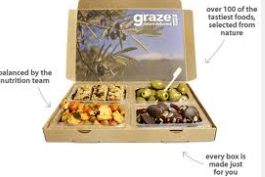 graze
over 100 of the
tastiest foods,
selected from
nature
balanced by the
nutrition team
every box is
made just
for you